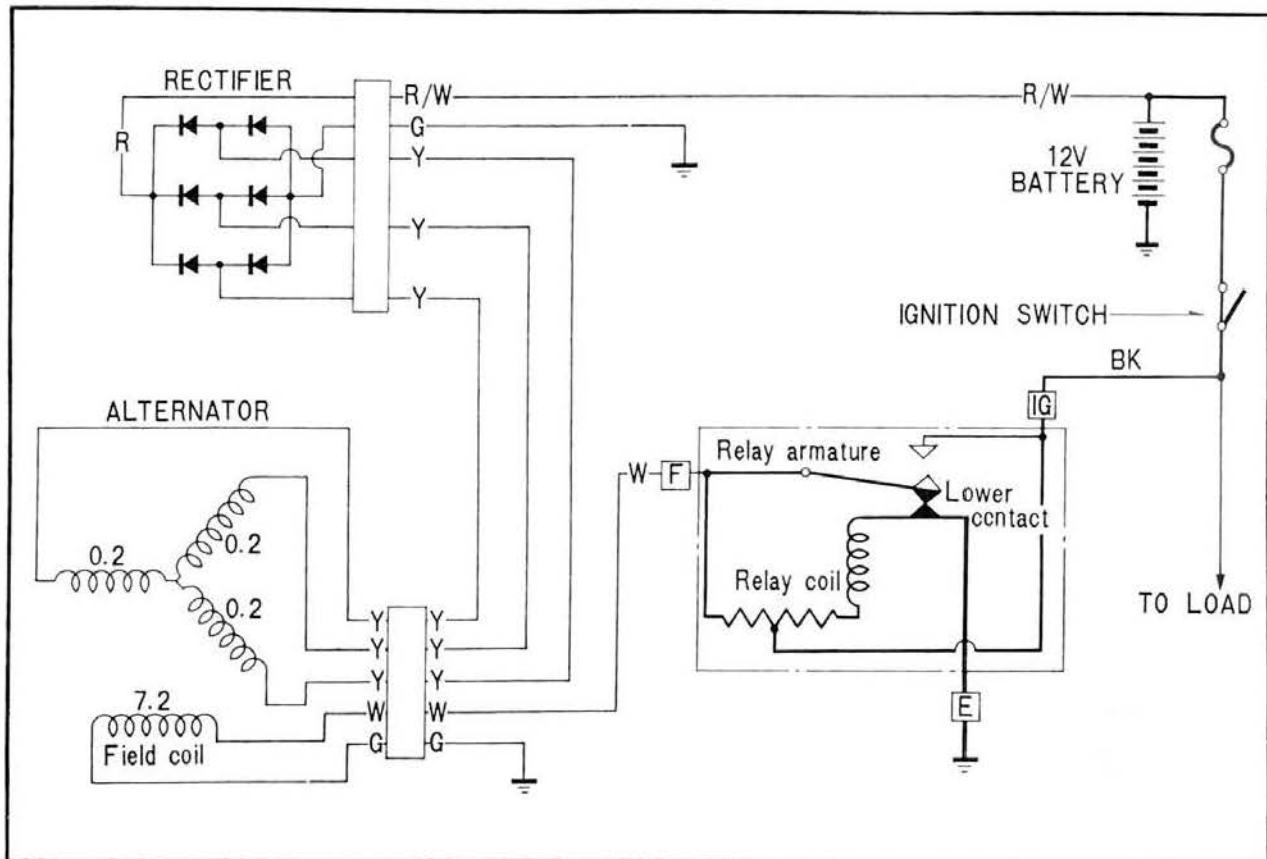 RECTIFIER
R/W
R/W
G
R
Y
12V
BATTERY
Y
Y
IGNITION SWITCH
BK
IG
ALTERNATOR
Relay armature
W
F
Lower
contact
0.2
0.2
Relay coil
0.2
TO LOAD
Y
Y
Y
Y
Y
Y
7.2
W
W
E
Field coil
G
G